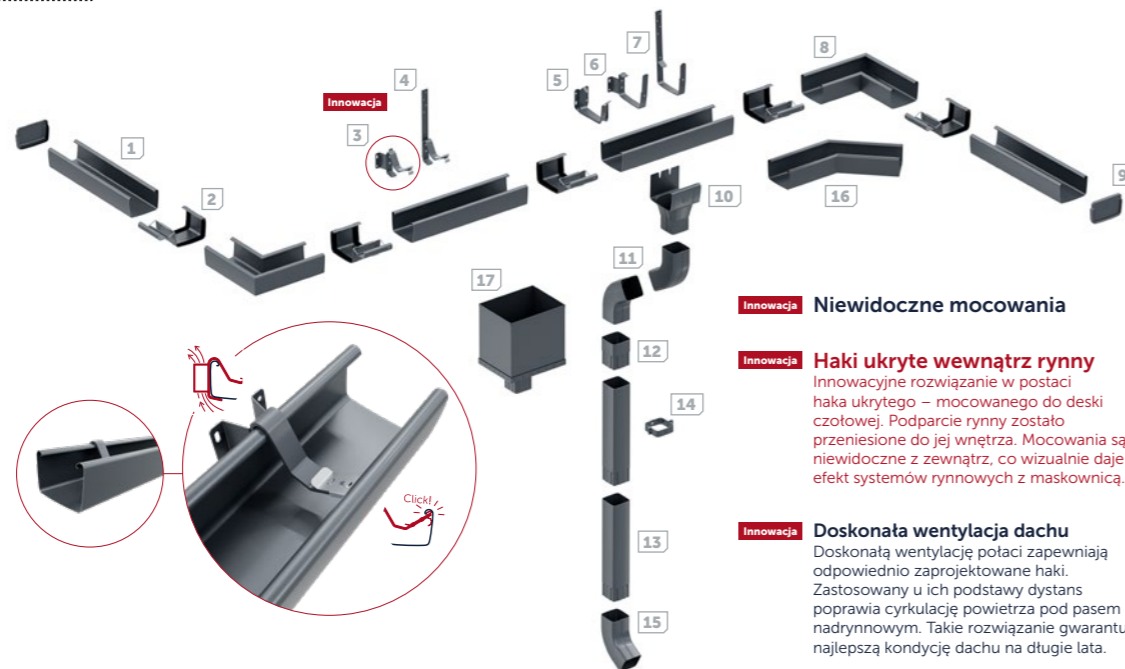 7
8
6
5
4
Innowacja
3
1
2
9
10
16
11
17
Innowacja Niewidoczne mocowania
12
Innowacja Haki ukryte wewnątrz rynny
Innowacyjne rozwiązanie w postaci
haka ukrytego – mocowanego do deski
czołowej. Podparcie rynny zostało
przeniesione do jej wnętrza. Mocowania są
niewidoczne z zewnątrz, co wizualnie daje
efekt systemów rynnowych z maskownicą.
14
Click!
13
Innowacja Doskonała wentylacja dachu
Doskonałą wentylację połaci zapewniają
odpowiednio zaprojektowane haki.
Zastosowany u ich podstawy dystans
poprawia cyrkulację powietrza pod pasem
nadrynnowym. Takie rozwiązanie gwarantu
najlepszą kondycję dachu na długie lata.
15